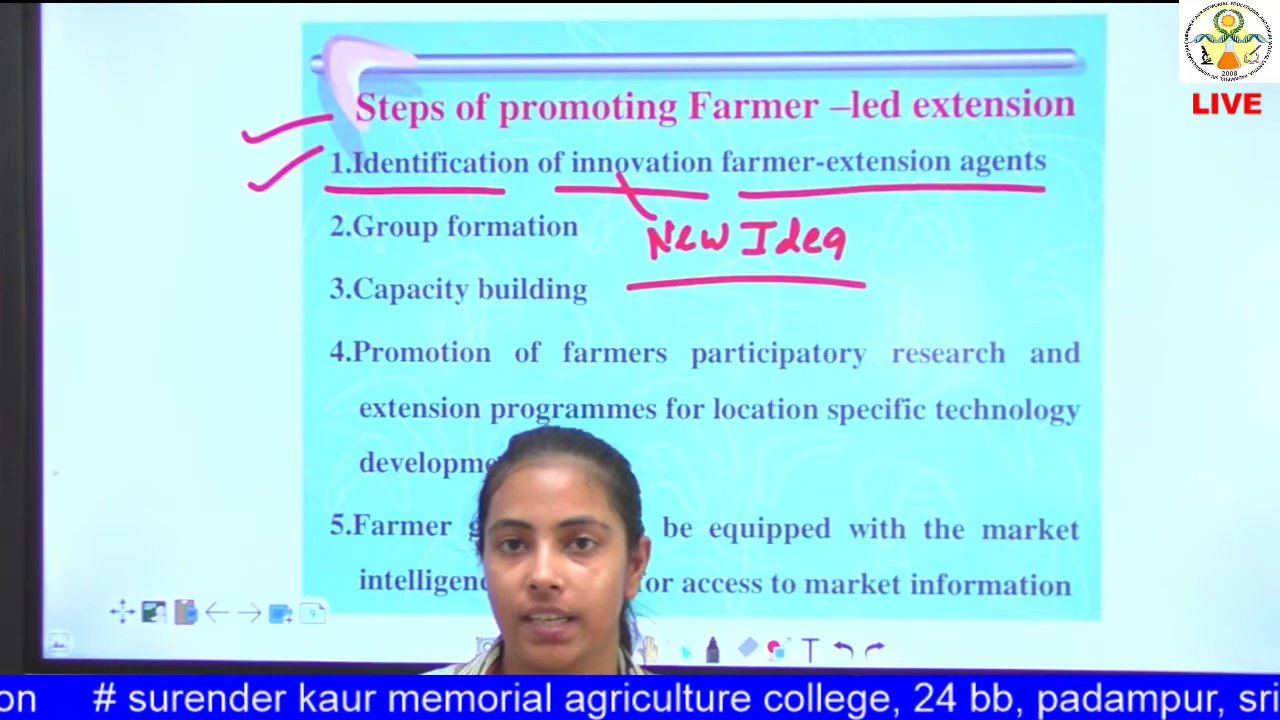 LIVE
2008
Steps of promoting Farmer –led extension
1.Identification of innovation farmer-extension agents
2.Group formation
New Idea
3.Capacity building
4.Promotion of farmers participatory research and
extension programmes for location specific technology
5.Farmer be equipped with the market
for access to market information
9
T
on # surender kaur memorial agriculture college, 24 bb, padampur, sri